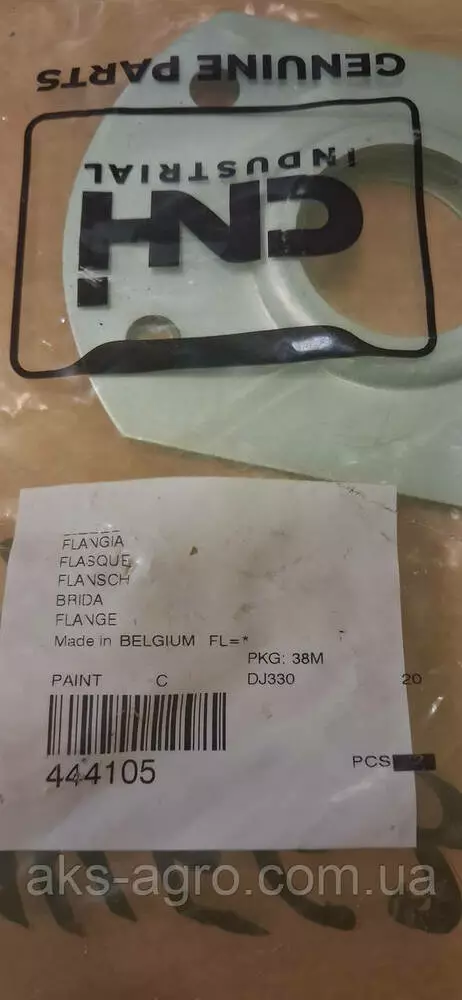 GENUINE PARTS
CNH
INDUSTRIAL
FLANGIA
FLASQUE
FLANSCH
BRIDA
FLANGE
Made in BELGIUM FL=*
PKG: 38M
PAINT C DJ330 20
444105
PCS 2
aks-agro.com.ua